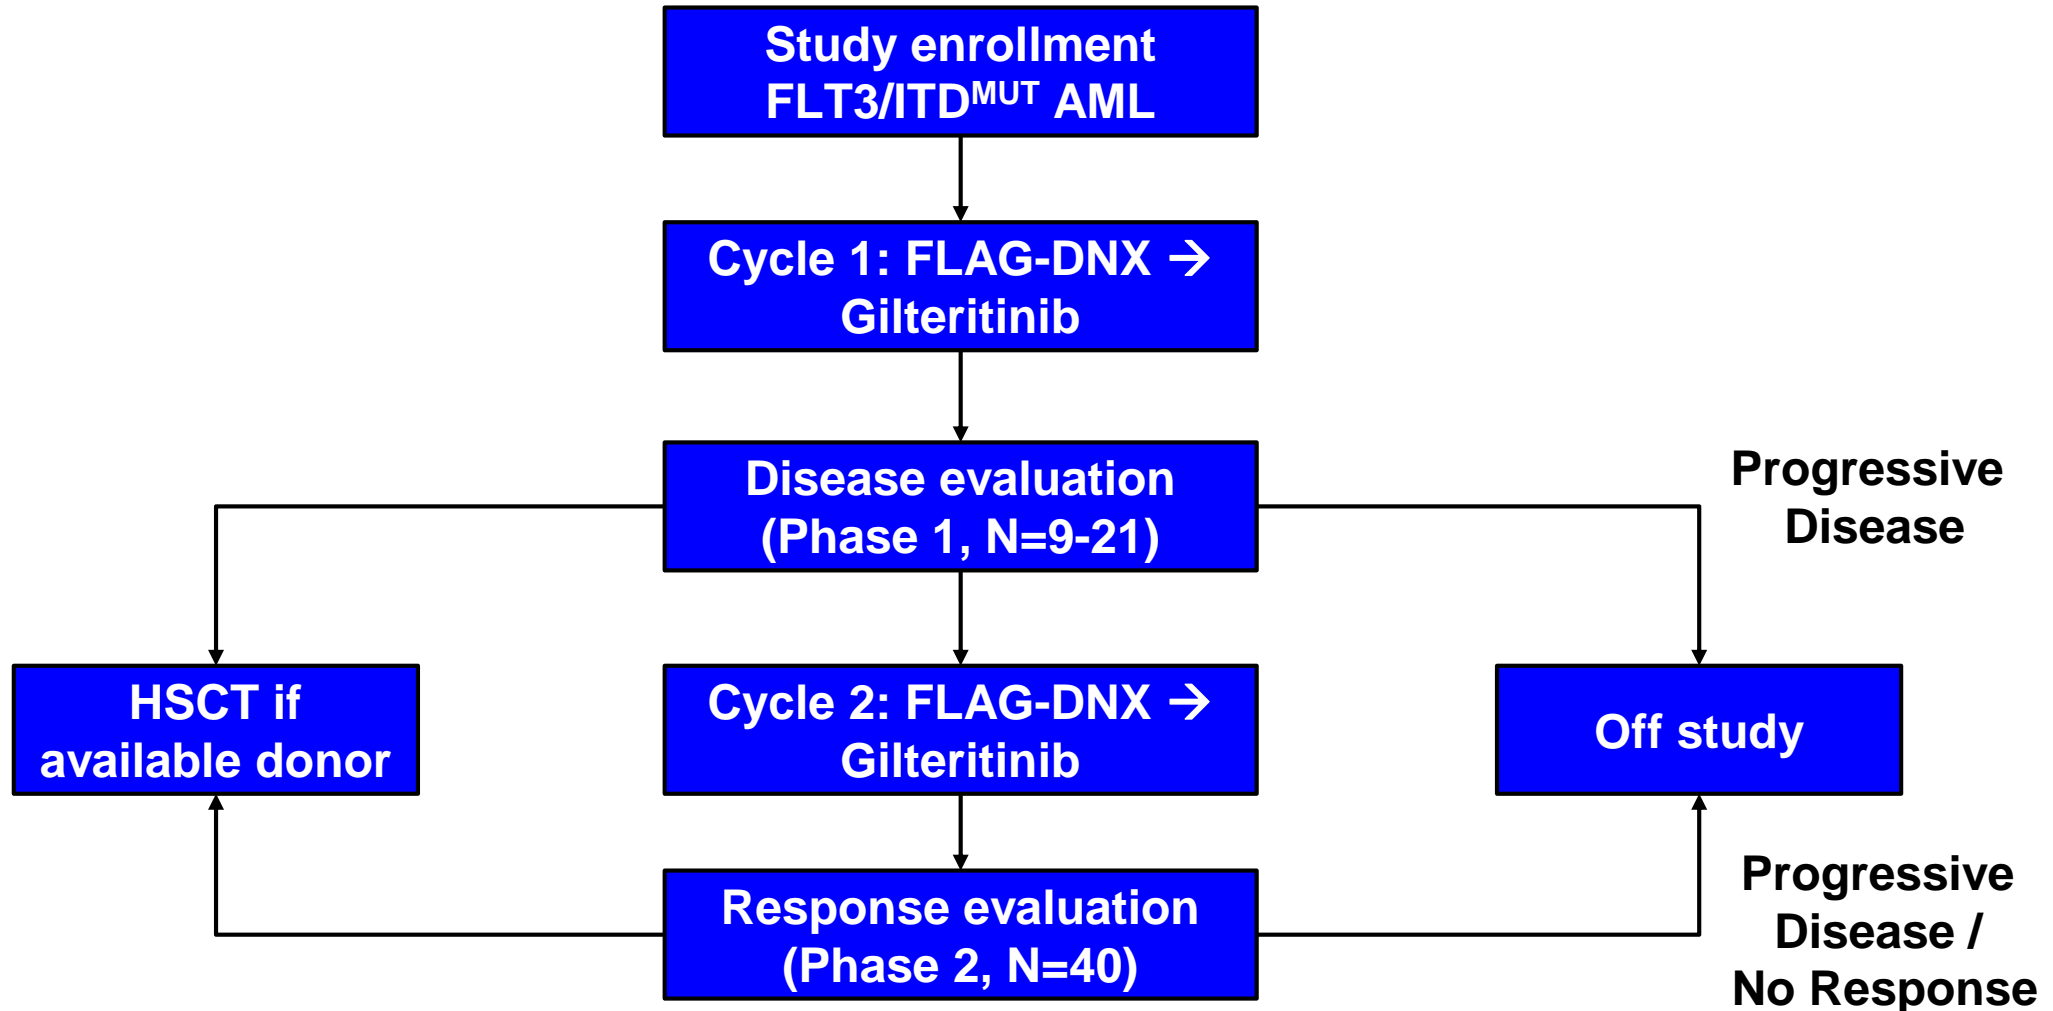 Study enrollment
FLT3/ITDᴹᵁᵀ AML
Cycle 1: FLAG-DNX →
Gilteritinib
Disease evaluation
(Phase 1, N=9-21)
Progressive
Disease
HSCT if
available donor
Cycle 2: FLAG-DNX →
Gilteritinib
Off study
Response evaluation
(Phase 2, N=40)
Progressive
Disease /
No Response